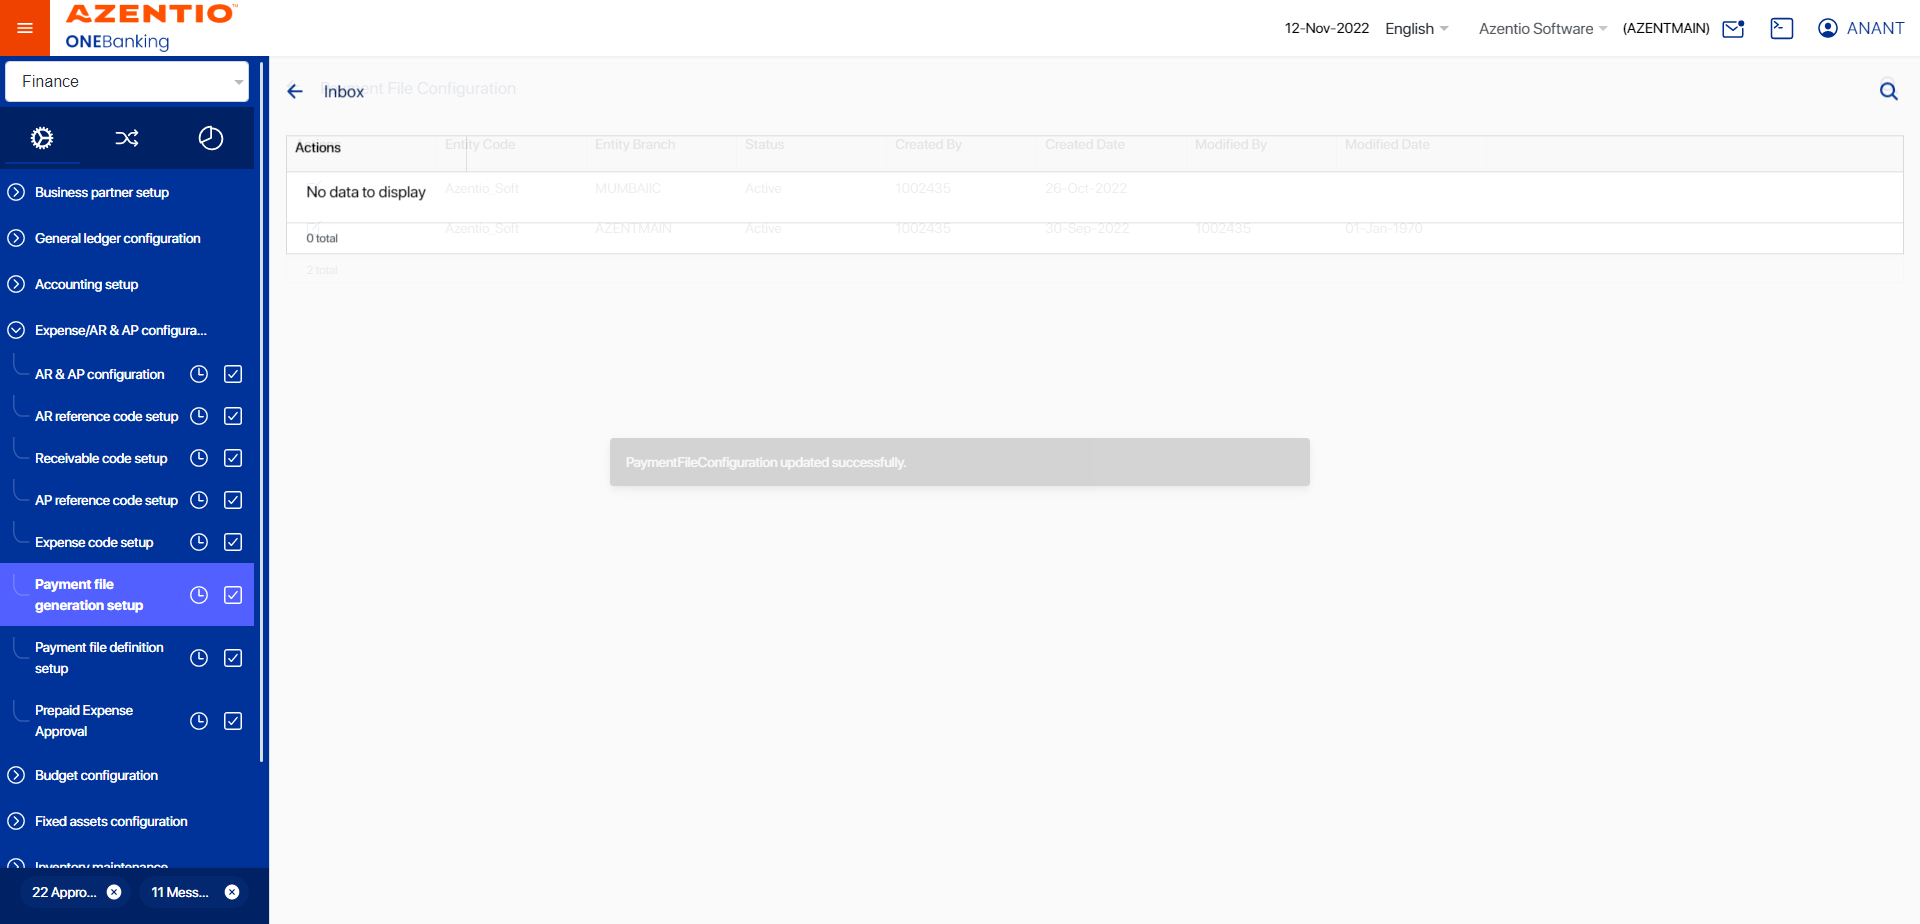 AZENTIO™
ONEBanking
12-Nov-2022 English Azentio Software (AZENTMAIN) ANANT
Finance
Business partner setup
General ledger configuration
Accounting setup
Expense/AR & AP configura...
AR & AP configuration
AR reference code setup
Receivable code setup
AP reference code setup
Expense code setup
Payment file
generation setup
Payment file definition
setup
Prepaid Expense
Approval
Budget configuration
Fixed assets configuration
Inventory maintenance
22 Appro... 11 Mess...
Inbox
Payment File Configuration
Actions Entity Code Entity Branch Status Created By Created Date Modified By Modified Date
No data to display
Azentio_Soft MUMBAIIC Active 1002435 26-Oct-2022
Azentio_Soft AZENTMAIN Active 1002435 30-Sep-2022 1002435 01-Jan-1970
0 total
2 total
PaymentFileConfiguration updated successfully.